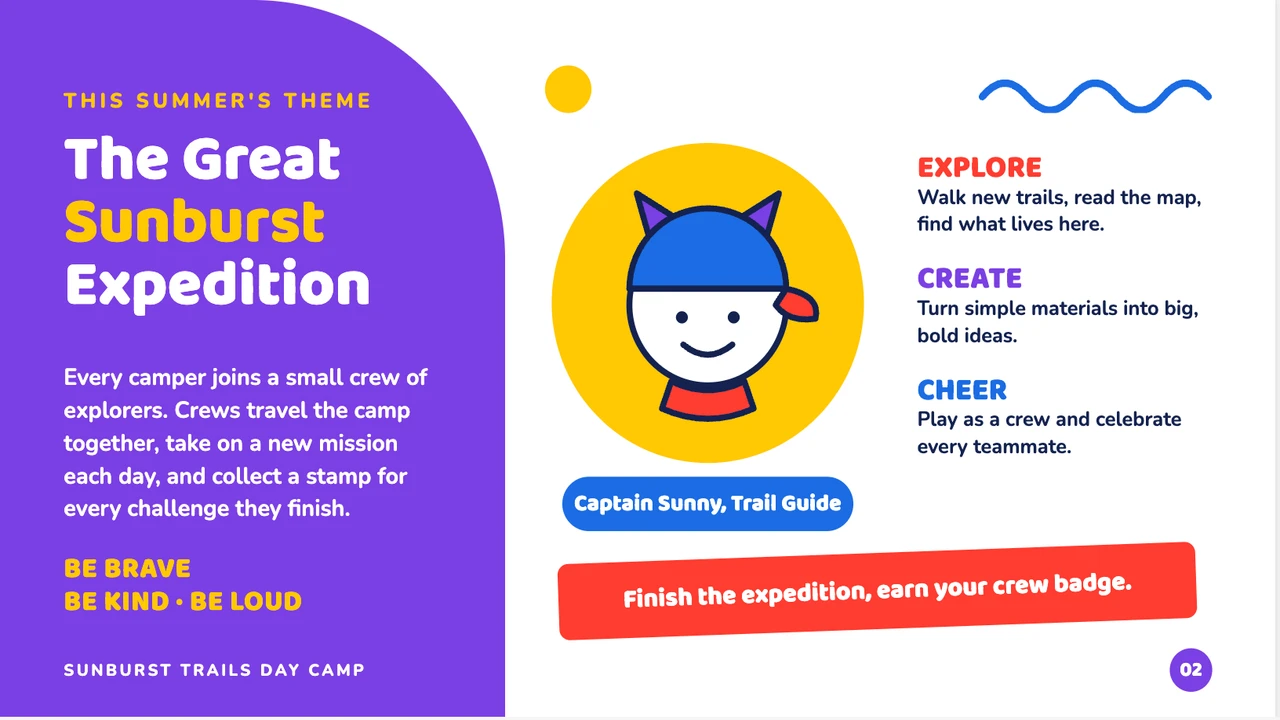 THIS SUMMER'S THEME
The Great
Sunburst
Expedition
Every camper joins a small crew of
explorers. Crews travel the camp
together, take on a new mission
each day, and collect a stamp for
every challenge they finish.
BE BRAVE
BE KIND • BE LOUD
SUNBURST TRAILS DAY CAMP
Captain Sunny, Trail Guide
EXPLORE
Walk new trails, read the map,
find what lives here.
CREATE
Turn simple materials into big,
bold ideas.
CHEER
Play as a crew and celebrate
every teammate.
Finish the expedition, earn your crew badge.
02